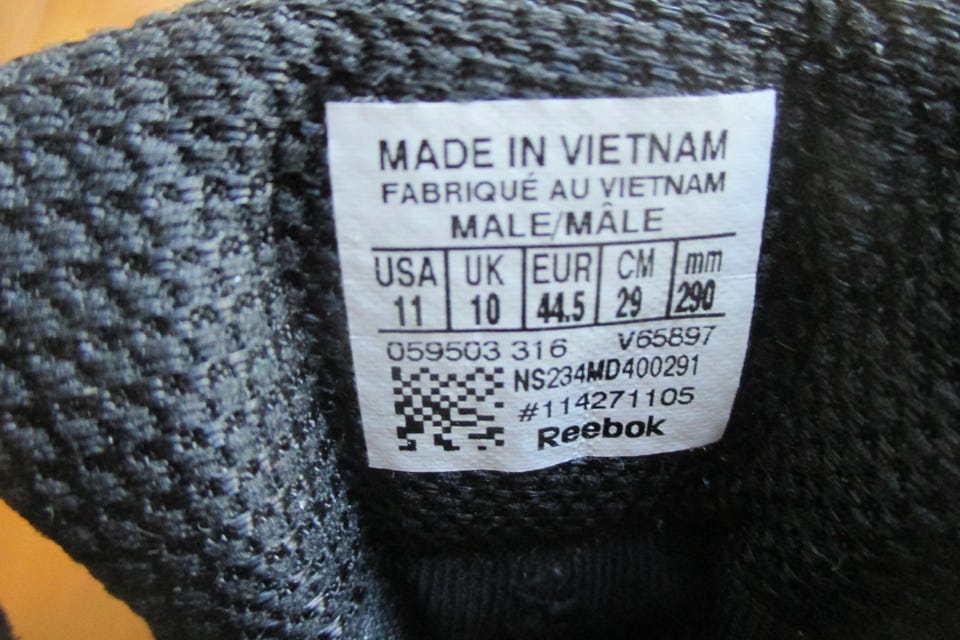 MADE IN VIETNAM
FABRIQUÉ AU VIETNAM
MALE/MÂLE
USA UK EUR CM mm
11 10 44.5 29 290
059503 316 V65897
NS234MD400291
#114271105
Reebok